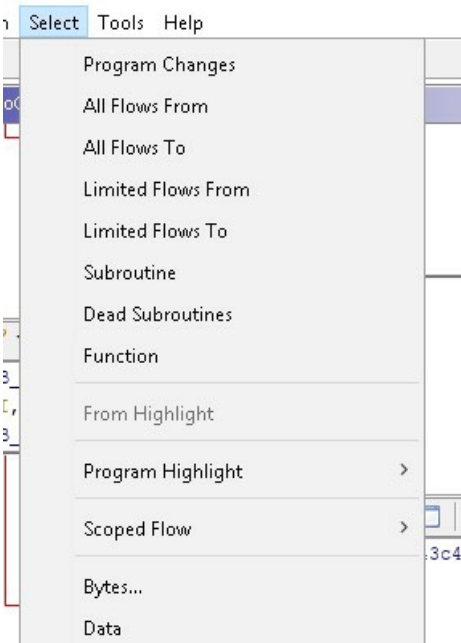 Select Tools Help
Program Changes
All Flows From
All Flows To
Limited Flows From
Limited Flows To
Subroutine
Dead Subroutines
Function
From Highlight
Program Highlight
Scoped Flow
3c4
Bytes...
Data